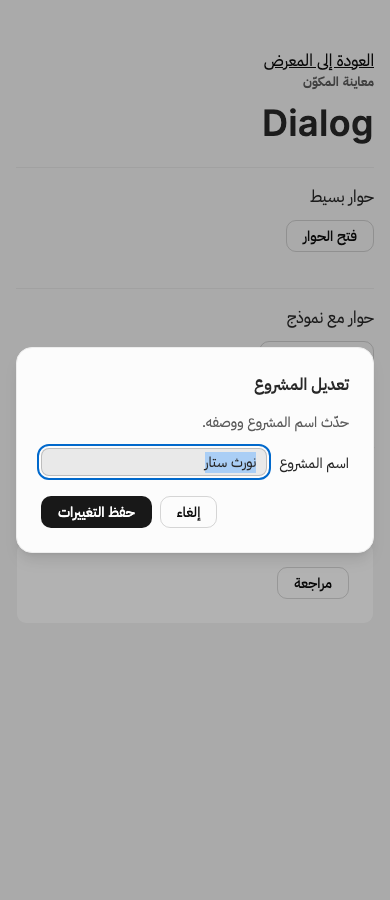 العودة إلى المعرض
معاينة المكوّن
Dialog
حوار بسيط
فتح الحوار
حوار مع نموذج
تعديل المشروع
حدّث اسم المشروع ووصفه.
اسم المشروع
نورث ستار
إلغاء
حفظ التغييرات
مراجعة